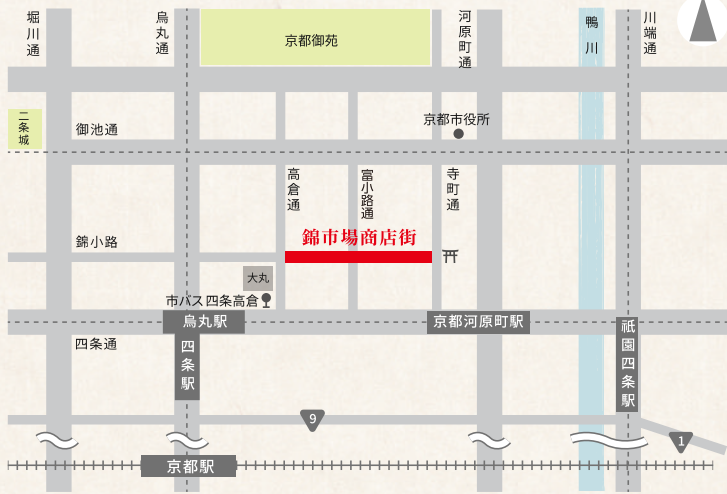 堀川通
烏丸通
京都御苑
河原町通
鴨川
川端通
二条城
御池通
京都市役所
高倉通
富小路通
寺町通
錦市場商店街
錦小路
大丸
市バス 四条高倉
烏丸駅
京都河原町駅
祇園四条駅
四条通
四条駅
9
1
京都駅